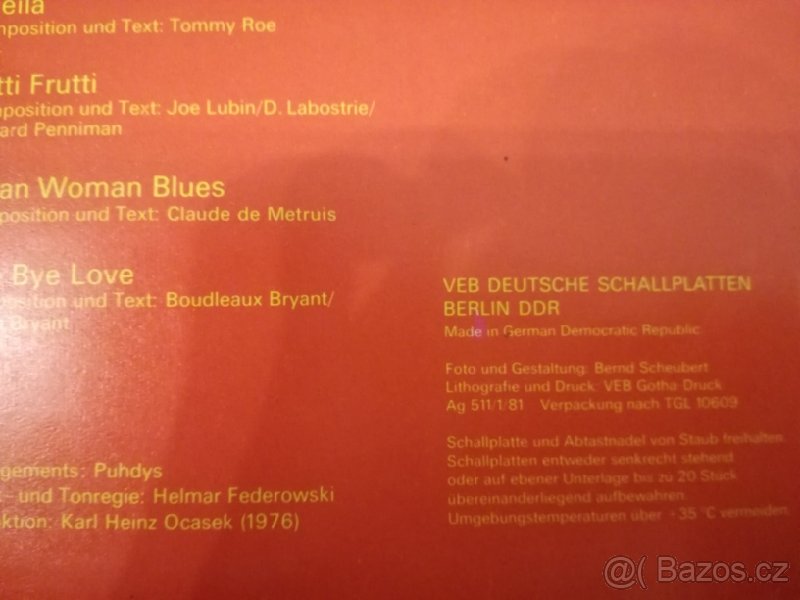 eila
mposition und Text: Tommy Roe
tti Frutti
mposition und Text: Joe Lubin/D. Labostrie/
ard Penniman
an Woman Blues
position und Text: Claude de Metruis
Bye Love
position und Text: Boudleaux Bryant/
Bryant
VEB DEUTSCHE SCHALLPLATTEN
BERLIN DDR
Made in German Democratic Republic
Foto und Gestaltung: Bernd Scheubert
Lithografie und Druck: VEB Gotha-Druck
Ag 511/1/81 Verpackung nach TGL 10609
Schallplatte und Abtastnadel von Staub freihalten.
Schallplatten entweder senkrecht stehend
oder auf ebener Unterlage bis zu 20 Stück
übereinanderliegend aufbewahren.
Umgebungstemperaturen über +35 °C vermeiden.
ngements: Puhdys
- und Tonregie: Helmar Federowski
ktion: Karl Heinz Ocasek (1976)
@( Bazos.cz